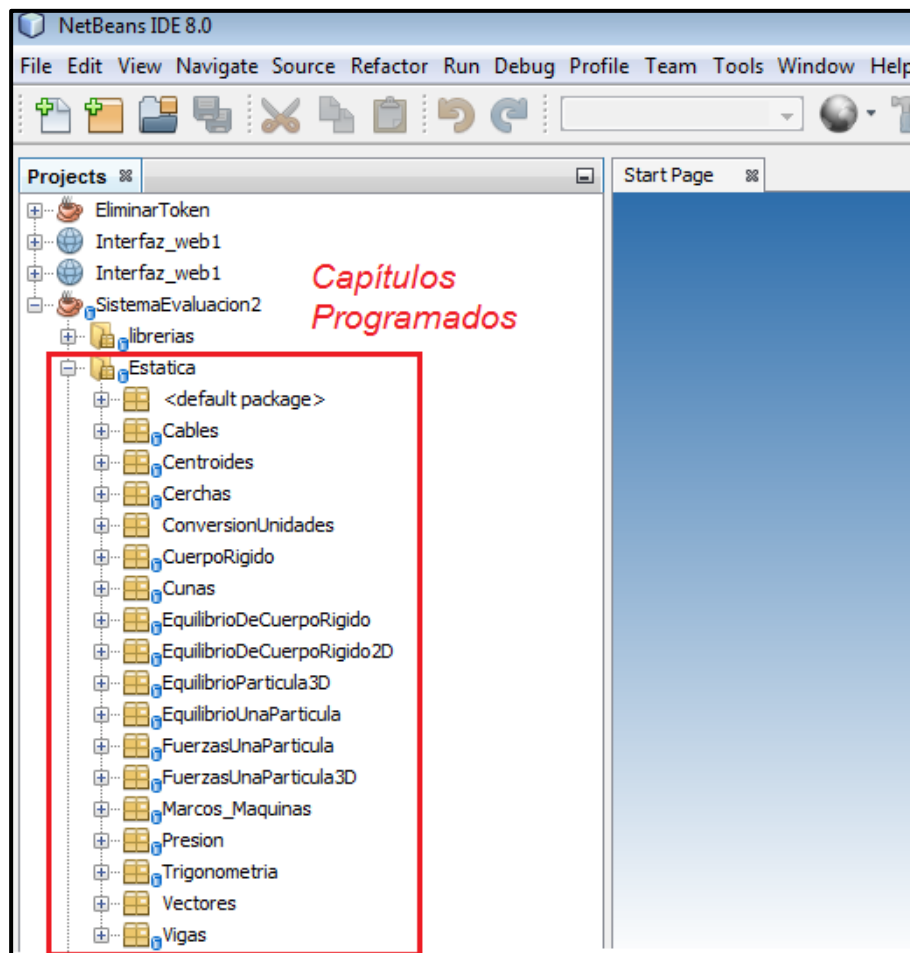 NetBeans IDE 8.0
File Edit View Navigate Source Refactor Run Debug Profile Team Tools Window Help
Projects
Start Page
EliminarToken
Interfaz_web1
Interfaz_web1
Capítulos
Programados
SistemaEvaluacion2
librerias
Estatica
<default package>
Cables
Centroides
Cerchas
ConversionUnidades
CuerpoRigido
Cunas
EquilibrioDeCuerpoRigido
EquilibrioDeCuerpoRigido2D
EquilibrioParticula3D
EquilibrioUnaParticula
FuerzasUnaParticula
FuerzasUnaParticula3D
Marcos_Maquinas
Presion
Trigonometria
Vectores
Vigas